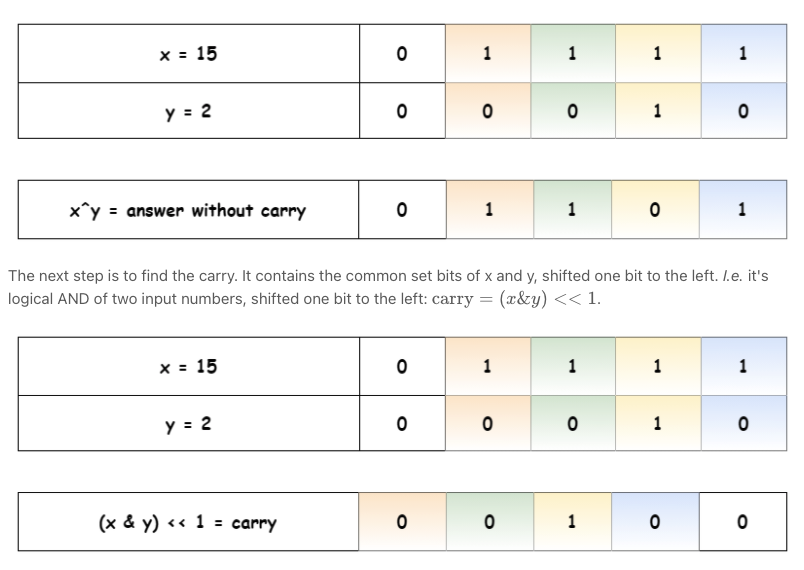 x = 15 0 1 1 1 1
y = 2 0 0 0 1 0
x^y = answer without carry 0 1 1 0 1
The next step is to find the carry. It contains the common set bits of x and y, shifted one bit to the left. I.e. it's
logical AND of two input numbers, shifted one bit to the left: carry = (x&y) << 1.
x = 15 0 1 1 1 1
y = 2 0 0 0 1 0
(x & y) << 1 = carry 0 0 1 0 0